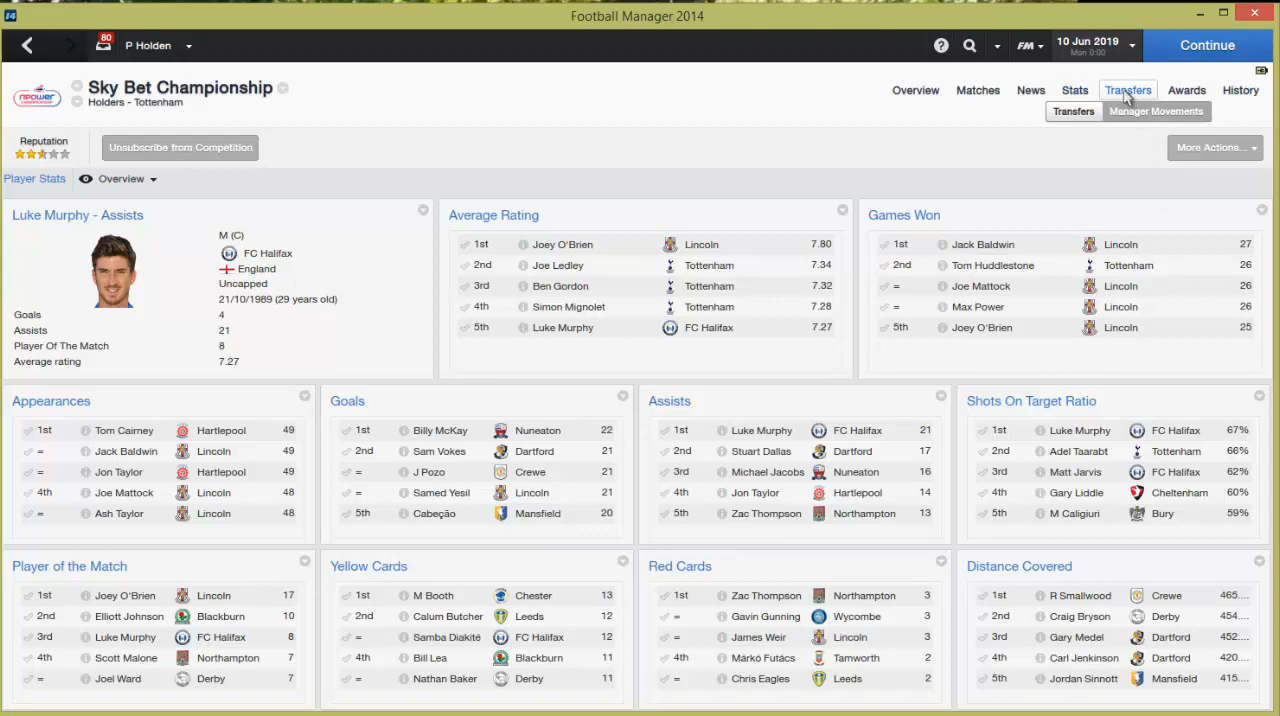 Football Manager 2014
80
P Holden
FM
10 Jun 2019
Mon 0:00
Continue
Sky Bet Championship
Holders - Tottenham
Overview Matches News Stats Transfers Awards History
Transfers Manager Movements
Reputation
Unsubscribe from Competition
More Actions...
Player Stats Overview
Luke Murphy - Assists
M (C)
FC Halifax
England
Uncapped
21/10/1989 (29 years old)
Goals 4
Assists 21
Player Of The Match 8
Average rating 7.27
Average Rating
1st Joey O'Brien Lincoln 7.80
2nd Joe Ledley Tottenham 7.34
3rd Ben Gordon Tottenham 7.32
4th Simon Mignolet Tottenham 7.28
5th Luke Murphy FC Halifax 7.27
Games Won
1st Jack Baldwin Lincoln 27
2nd Tom Huddlestone Tottenham 26
= Joe Mattock Lincoln 26
= Max Power Lincoln 26
5th Joey O'Brien Lincoln 25
Appearances
1st Tom Cairney Hartlepool 49
= Jack Baldwin Lincoln 49
= Jon Taylor Hartlepool 49
4th Joe Mattock Lincoln 48
= Ash Taylor Lincoln 48
Goals
1st Billy McKay Nuneaton 22
2nd Sam Vokes Dartford 21
= J Pozo Crewe 21
= Samed Yesil Lincoln 21
5th Cabeção Mansfield 20
Assists
1st Luke Murphy FC Halifax 21
2nd Stuart Dallas Dartford 17
3rd Michael Jacobs Nuneaton 16
4th Jon Taylor Hartlepool 14
5th Zac Thompson Northampton 13
Shots On Target Ratio
1st Luke Murphy FC Halifax 67%
2nd Adel Taarabt Tottenham 66%
3rd Matt Jarvis FC Halifax 62%
4th Gary Liddle Cheltenham 60%
5th M Caligiuri Bury 59%
Player of the Match
1st Joey O'Brien Lincoln 17
2nd Elliott Johnson Blackburn 10
3rd Luke Murphy FC Halifax 8
4th Scott Malone Northampton 7
= Joel Ward Derby 7
Yellow Cards
1st M Booth Chester 13
2nd Calum Butcher Leeds 12
= Samba Diakité FC Halifax 12
4th Bill Lea Blackburn 11
= Nathan Baker Derby 11
Red Cards
1st Zac Thompson Northampton 3
= Gavin Gunning Wycombe 3
= James Weir Lincoln 3
4th Márkó Futács Tamworth 2
= Chris Eagles Leeds 2
Distance Covered
1st R Smallwood Crewe 465....
2nd Craig Bryson Derby 454....
3rd Gary Medel Dartford 452....
4th Carl Jenkinson Dartford 420....
5th Jordan Sinnott Mansfield 415....